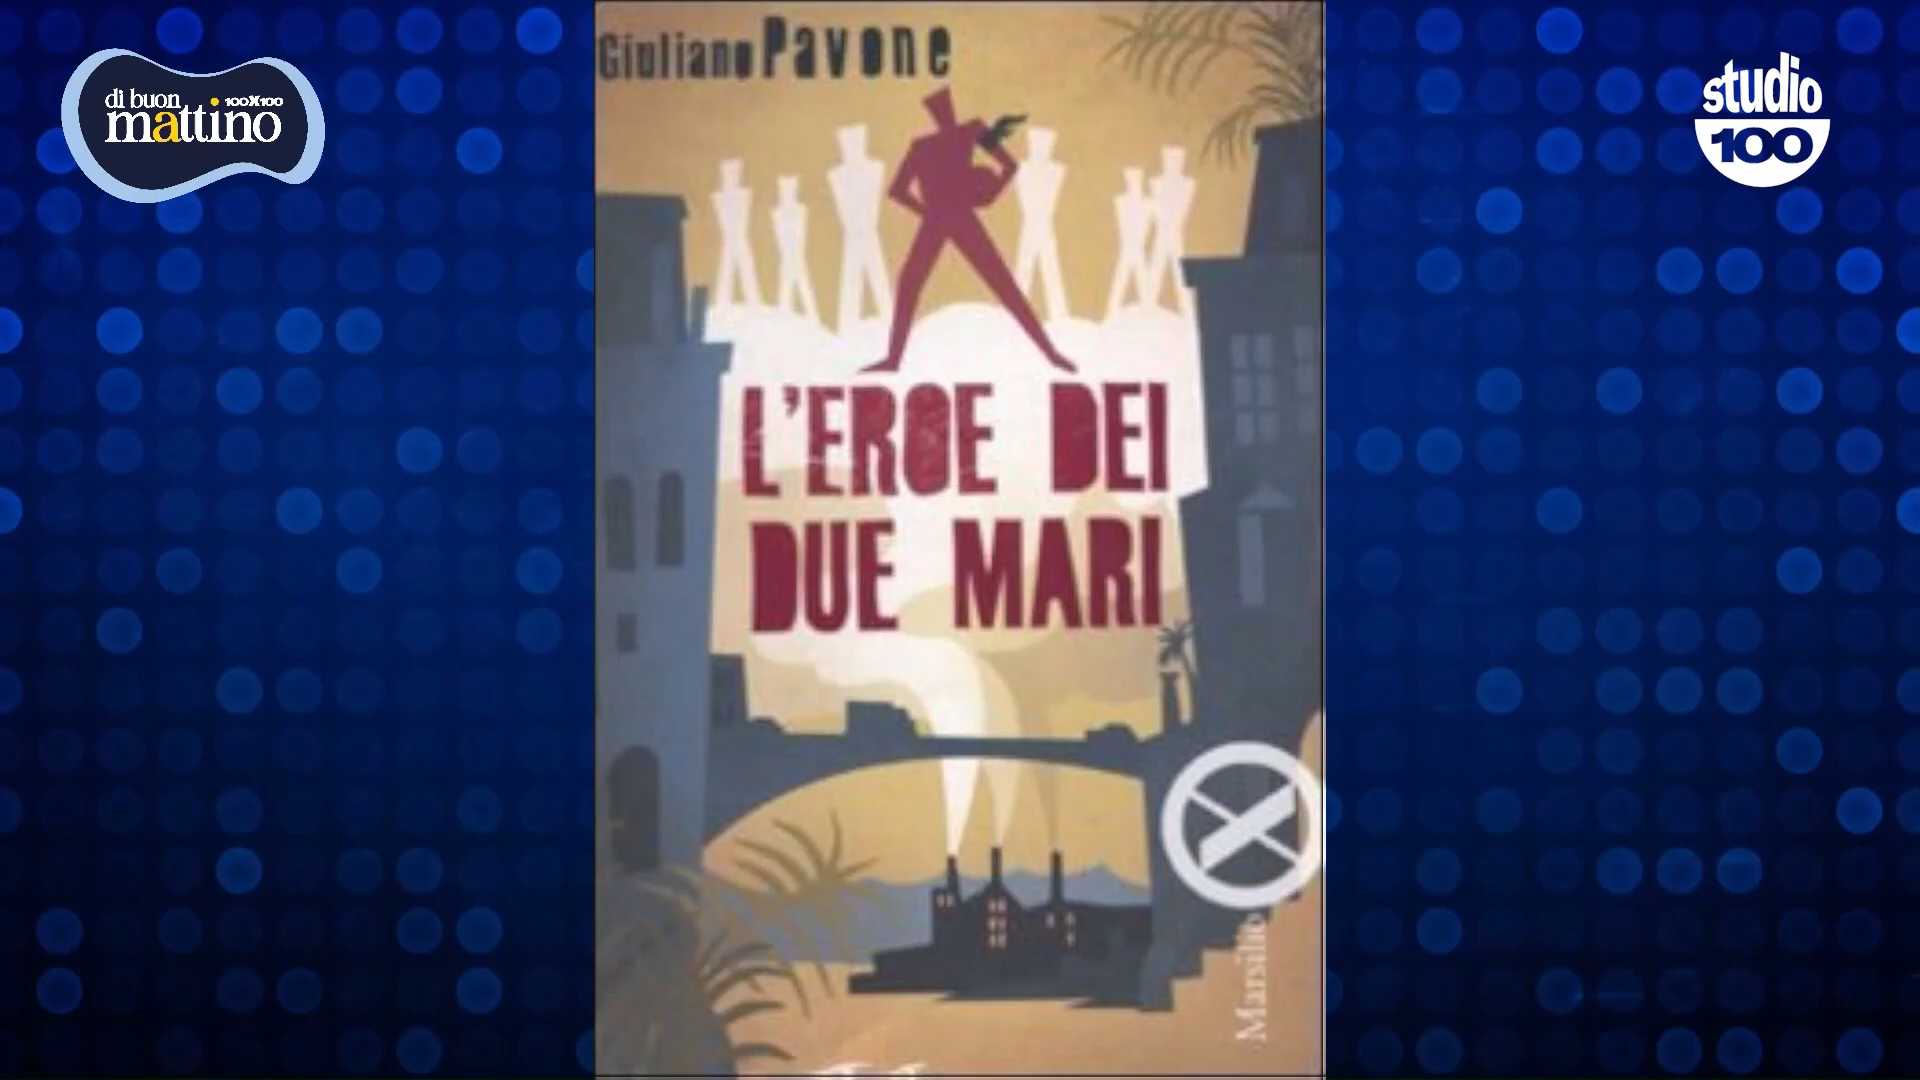 di buon 100X100
mattino
studio
100
Giuliano Pavone
L'EROE DEI
DUE MARI
Marsilio